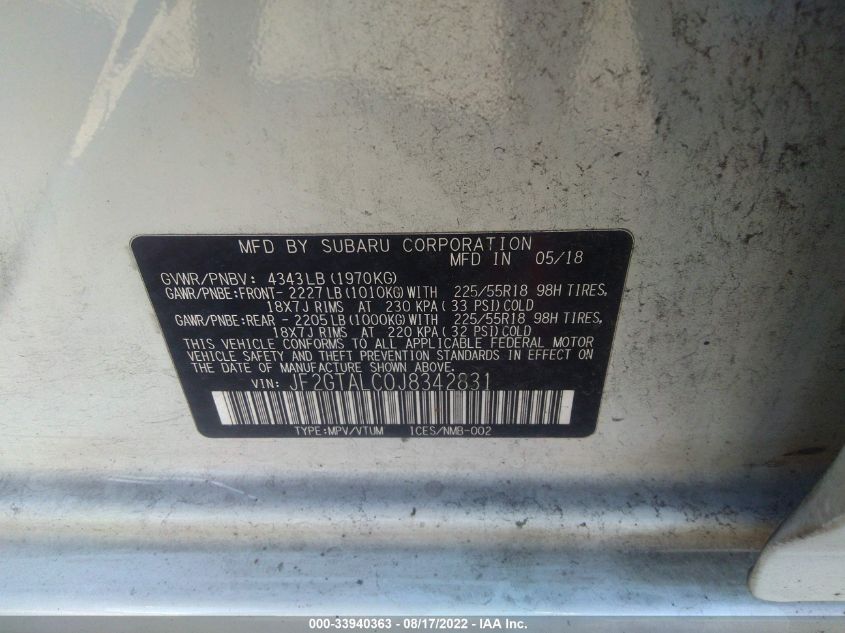 MFD BY SUBARU CORPORATION
MFD IN 05/18
GVWR/PNBV: 4343LB (1970KG)
GAWR/PNBE:FRONT- 2227LB (1010KG) WITH 225/55R18 98H TIRES,
18X7J RIMS AT 230 KPA (33 PSI) COLD
GAWR/PNBE:REAR - 2205LB (1000KG) WITH 225/55R18 98H TIRES,
18X7J RIMS AT 220 KPA (32 PSI) COLD
THIS VEHICLE CONFORMS TO ALL APPLICABLE FEDERAL MOTOR
VEHICLE SAFETY AND THEFT PREVENTION STANDARDS IN EFFECT ON
THE DATE OF MANUFACTURE SHOWN ABOVE.
VIN: JF2GTALC0J8342831
TYPE:MPV/VTUM 1CES/NMB-002
000-33940363 - 08/17/2022 - IAA Inc.